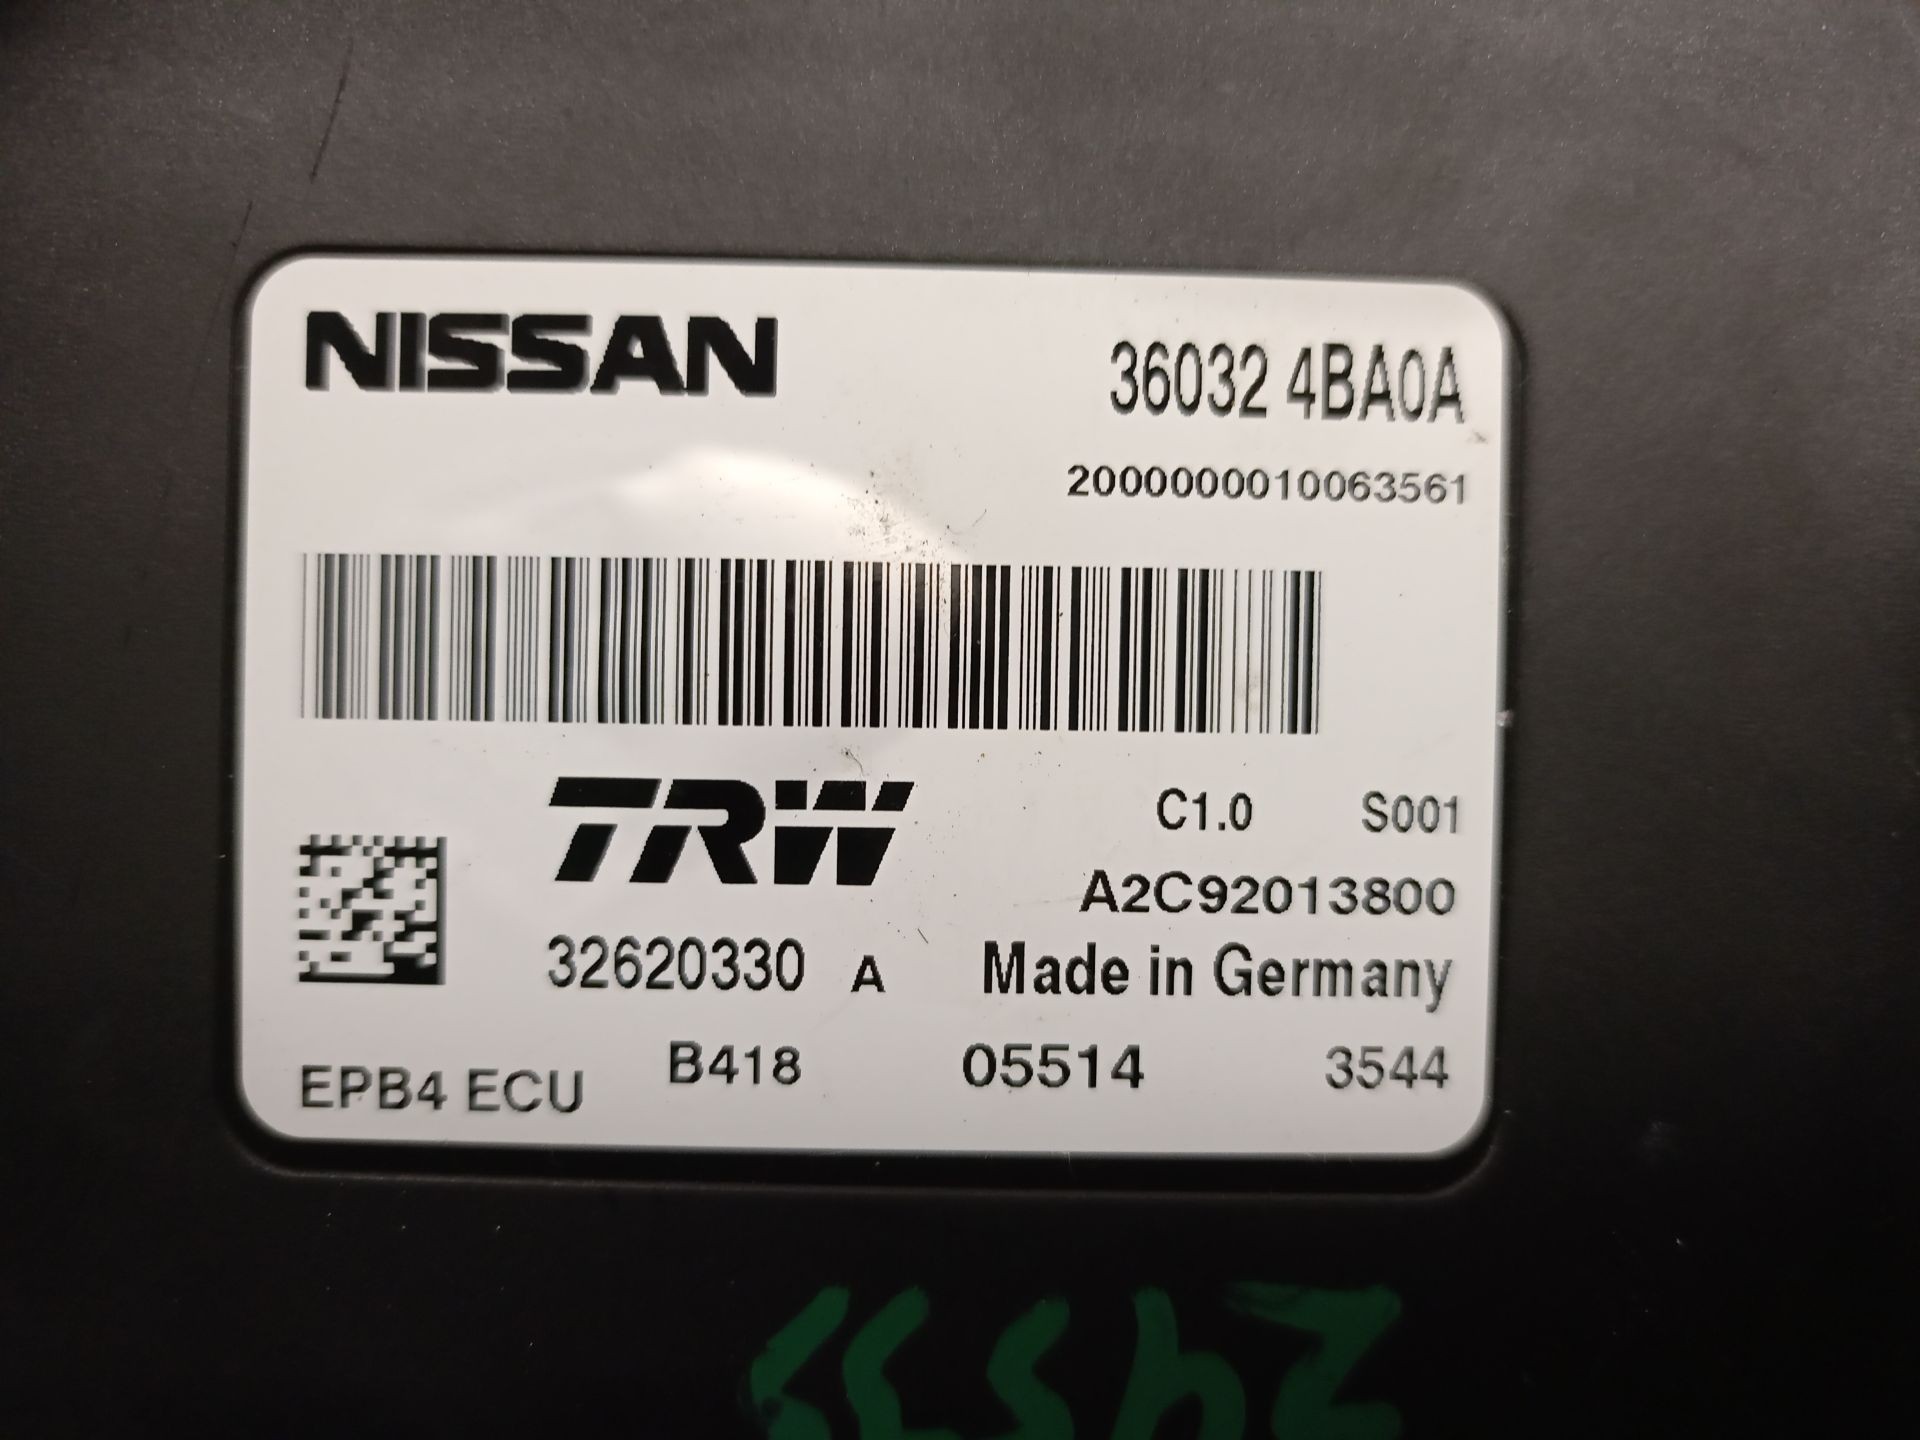 NISSAN
36032 4BA0A
2000000010063561
TRW
C1.0 S001
A2C92013800
32620330 A Made in Germany
EPB4 ECU B418 05514 3544